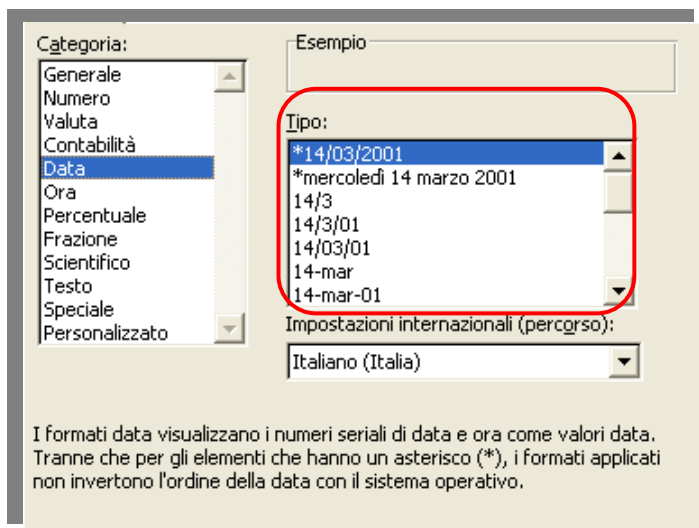 Categoria:
Generale
Numero
Valuta
Contabilità
Data
Ora
Percentuale
Frazione
Scientifico
Testo
Speciale
Personalizzato
Esempio
Tipo:
*14/03/2001
*mercoledì 14 marzo 2001
14/3
14/3/01
14/03/01
14-mar
14-mar-01
Impostazioni internazionali (percorso):
Italiano (Italia)
I formati data visualizzano i numeri seriali di data e ora come valori data.
Tranne che per gli elementi che hanno un asterisco (*), i formati applicati
non invertono l'ordine della data con il sistema operativo.